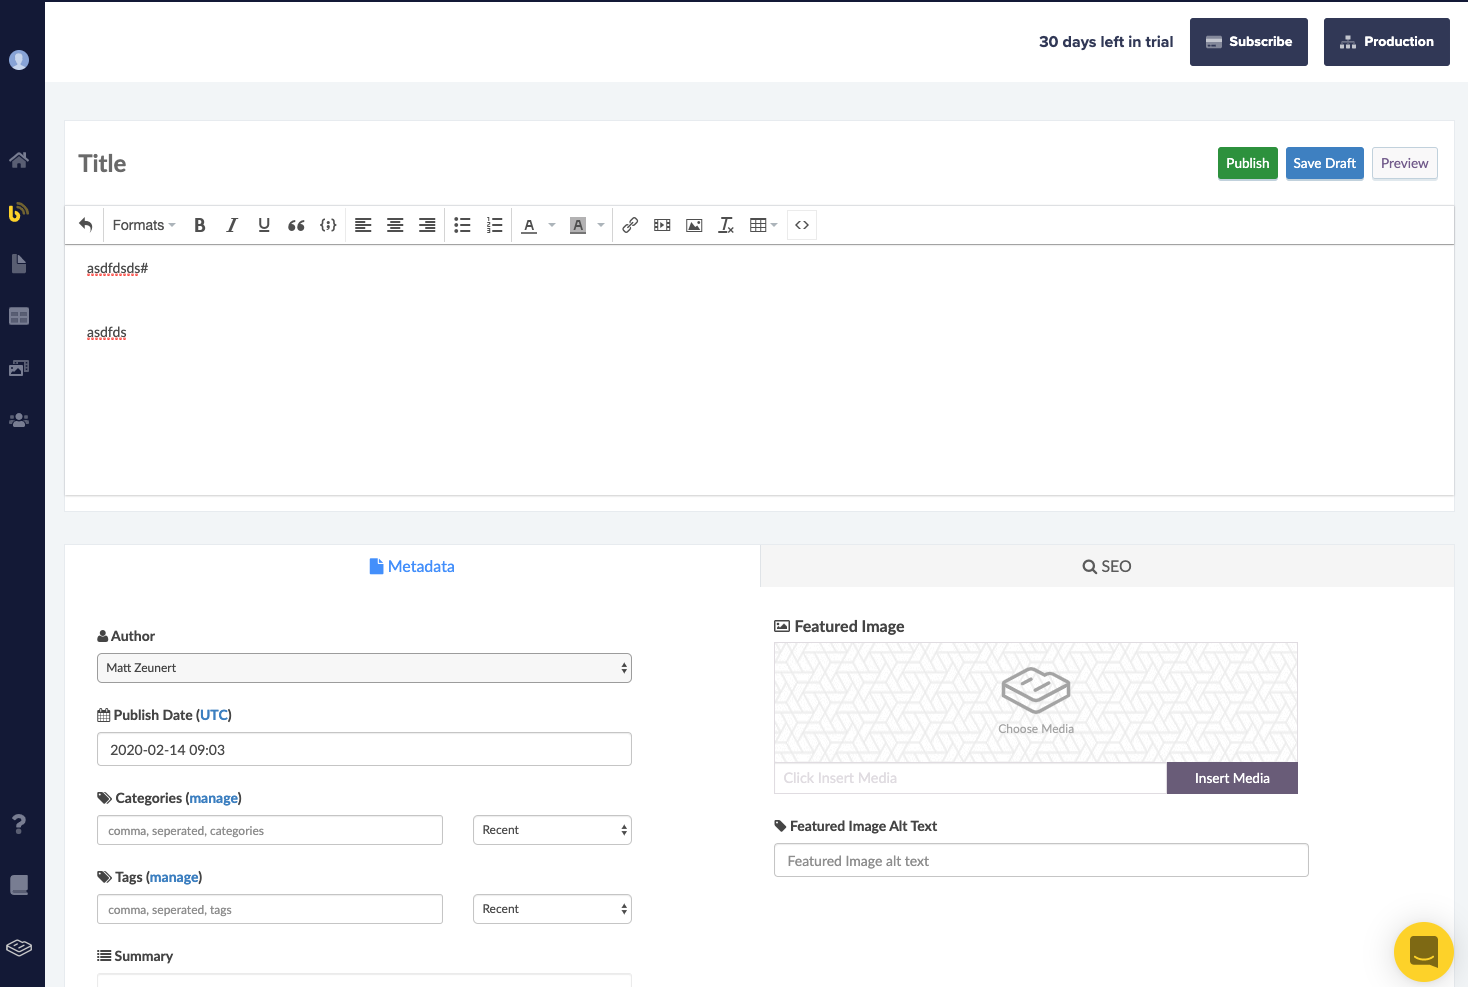 30 days left in trial
Subscribe
Production
Title
Publish
Save Draft
Preview
Formats
B
I
U
A
A
asdfdsds#
asdfds
Metadata
SEO
Author
Matt Zeunert
Publish Date (UTC)
2020-02-14 09:03
Categories (manage)
comma, seperated, categories
Recent
Tags (manage)
comma, seperated, tags
Recent
Summary
Featured Image
Choose Media
Click Insert Media
Insert Media
Featured Image Alt Text
Featured Image alt text